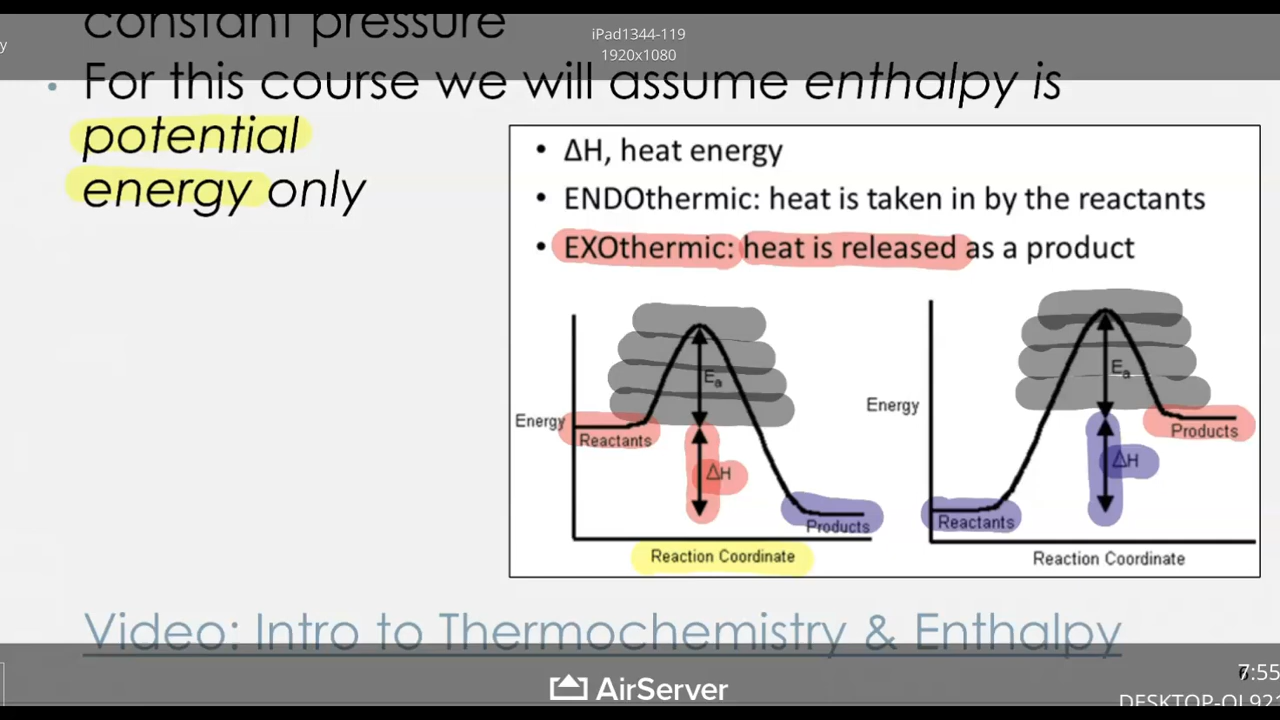 constant pressure
iPad1344-119
1920x1080
y
• For this course we will assume enthalpy is
potential
energy only
• ΔH, heat energy
• ENDOthermic: heat is taken in by the reactants
• EXOthermic: heat is released as a product
Energy
Ea
Reactants
ΔH
Products
Reaction Coordinate
Energy
Ea
Products
ΔH
Reactants
Reaction Coordinate
Video: Intro to Thermochemistry & Enthalpy
AirServer
7:55